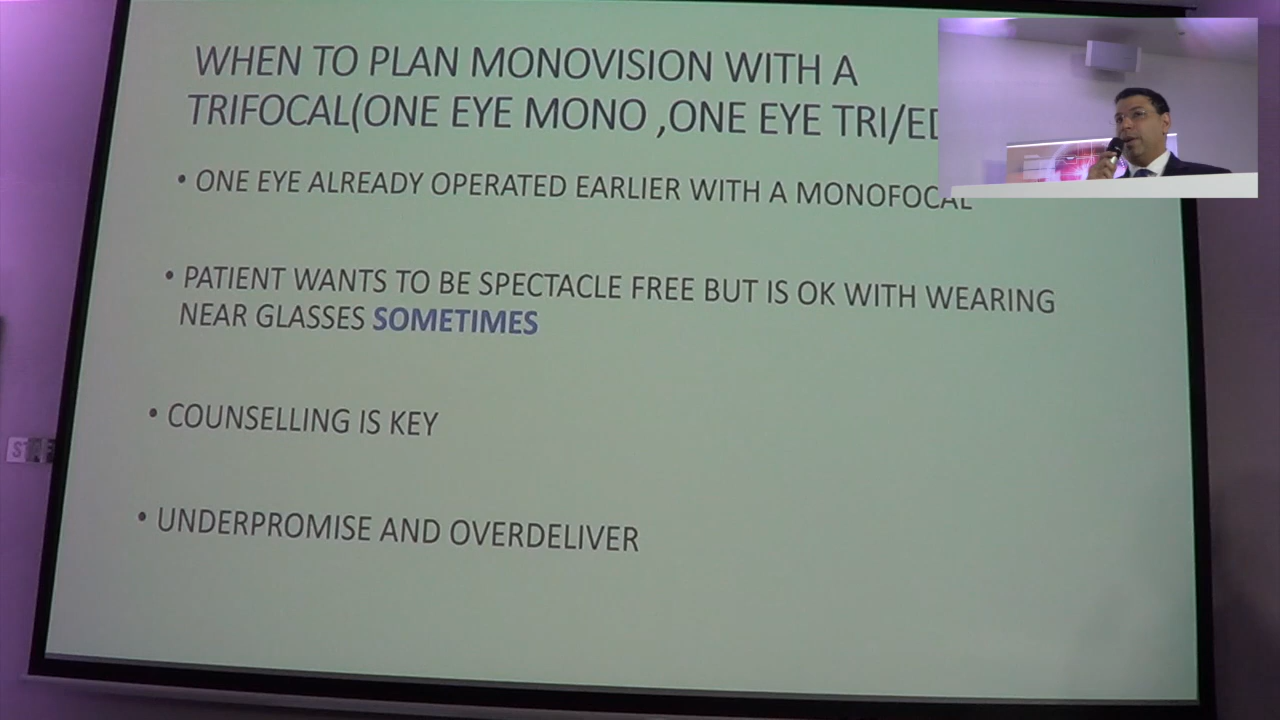 WHEN TO PLAN MONOVISION WITH A
TRIFOCAL(ONE EYE MONO ,ONE EYE TRI/
• ONE EYE ALREADY OPERATED EARLIER WITH A MONOFOCAL
• PATIENT WANTS TO BE SPECTACLE FREE BUT IS OK WITH WEARING
NEAR GLASSES SOMETIMES
• COUNSELLING IS KEY
• UNDERPROMISE AND OVERDELIVER